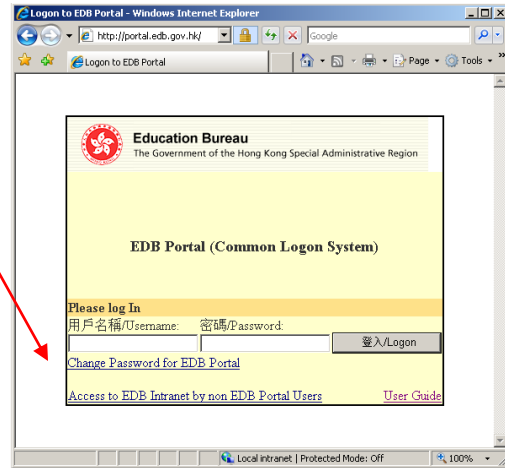 Logon to EDB Portal - Windows Internet Explorer
http://portal.edb.gov.hk/
Google
Logon to EDB Portal
Page
Tools
Education Bureau
The Government of the Hong Kong Special Administrative Region
EDB Portal (Common Logon System)
Please log In
用戶名稱/Username: 密碼/Password:
登入/Logon
Change Password for EDB Portal
Access to EDB Intranet by non EDB Portal Users User Guide
Local intranet | Protected Mode: Off 100%